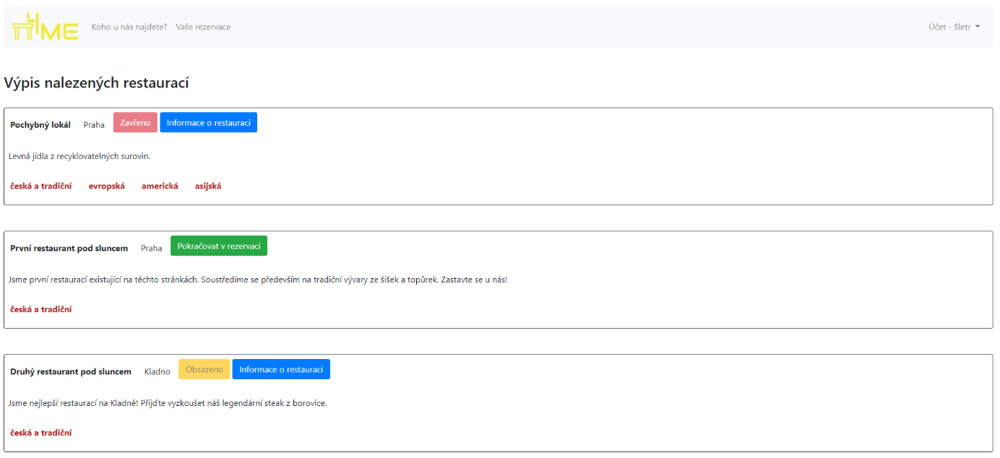 ME Koho u nás najdete? Vaše rezervace Účet - Sletr
Výpis nalezených restaurací
Pochybný lokál Praha Zavřeno Informace o restauraci
Levná jídla z recyklovatelných surovin.
česká a tradiční evropská americká asijská
První restaurant pod sluncem Praha Pokračovat v rezervaci
Jsme první restaurací existující na těchto stránkách. Soustředíme se především na tradiční vývary ze šišek a topůrek. Zastavte se u nás!
česká a tradiční
Druhý restaurant pod sluncem Kladno Obsazeno Informace o restauraci
Jsme nejlepší restaurací na Kladně! Přijďte vyzkoušet náš legendární steak z borovice.
česká a tradiční